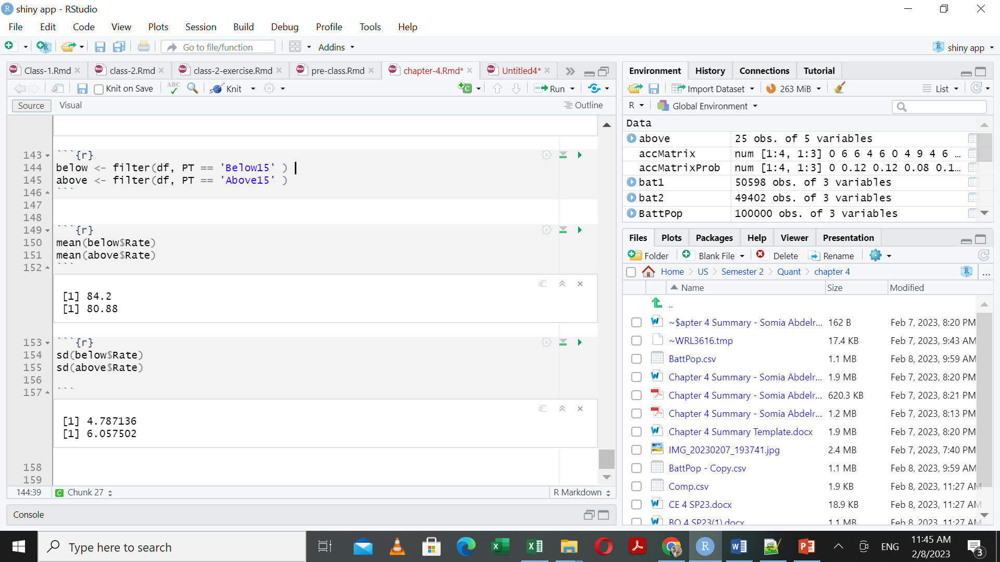 shiny app - RStudio
File Edit Code View Plots Session Build Debug Profile Tools Help
Go to file/function Addins shiny app
Class-1.Rmd class-2.Rmd class-2-exercise.Rmd pre-class.Rmd chapter-4.Rmd* Untitled4*
Knit on Save ABC Knit Run
Source Visual Outline
143 ```{r}
144 below <- filter(df, PT == 'Below15' )
145 above <- filter(df, PT == 'Above15' )
146 ```
147
148
149 ```{r}
150 mean(below$Rate)
151 mean(above$Rate)
152 ```
[1] 84.2
[1] 80.88
153 ```{r}
154 sd(below$Rate)
155 sd(above$Rate)
156
157 ```
[1] 4.787136
[1] 6.057502
158
159
144:39 C Chunk 27 R Markdown
Console
Environment History Connections Tutorial
Import Dataset 263 MiB List
R Global Environment
Data
above 25 obs. of 5 variables
accMatrix num [1:4, 1:3] 0 6 6 4 6 0 4 9 4 6 …
accMatrixProb num [1:4, 1:3] 0 0.12 0.12 0.08 0.1…
bat1 50598 obs. of 3 variables
bat2 49402 obs. of 3 variables
BattPop 100000 obs. of 3 variables
Files Plots Packages Help Viewer Presentation
Folder Blank File Delete Rename
Home US Semester 2 Quant chapter 4 ...
Name Size Modified
..
~$apter 4 Summary - Somia Abdelr... 162 B Feb 7, 2023, 8:20 PM
~WRL3616.tmp 17.4 KB Feb 7, 2023, 9:43 AM
BattPop.csv 1.1 MB Feb 8, 2023, 9:59 AM
Chapter 4 Summary - Somia Abdelr... 1.9 MB Feb 7, 2023, 8:20 PM
Chapter 4 Summary - Somia Abdelr... 620.3 KB Feb 7, 2023, 8:21 PM
Chapter 4 Summary - Somia Abdelr... 1.2 MB Feb 7, 2023, 8:13 PM
Chapter 4 Summary Template.docx 1.9 MB Feb 7, 2023, 8:20 PM
IMG_20230207_193741.jpg 2.4 MB Feb 7, 2023, 7:40 PM
BattPop - Copy.csv 1.1 MB Feb 8, 2023, 9:59 AM
Comp.csv 1.9 KB Feb 8, 2023, 11:27 AM
CE 4 SP23.docx 18.9 KB Feb 8, 2023, 11:27 AM
BO 4 SP23(1).docx 1.1 MB Feb 8, 2023, 11:27 AM
Type here to search
ENG
11:45 AM
2/8/2023
3